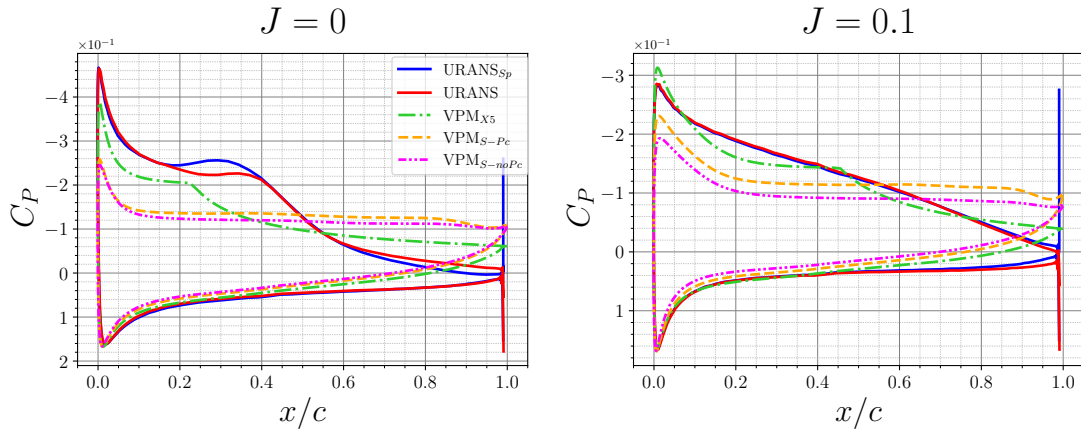 J = 0
×10⁻¹
C_P
−4
−3
−2
−1
0
1
2
0.0 0.2 0.4 0.6 0.8 1.0
x/c
URANS_Sp
URANS
VPM_X5
VPM_S−Pc
VPM_S−noPc
J = 0.1
×10⁻¹
C_P
−3
−2
−1
0
1
0.0 0.2 0.4 0.6 0.8 1.0
x/c